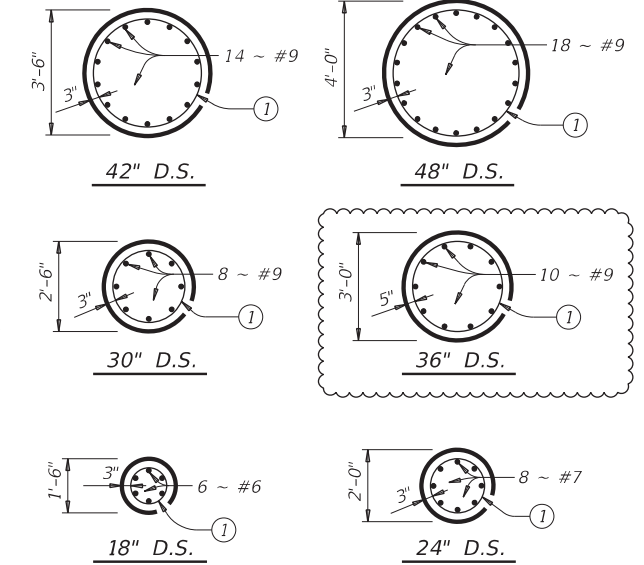 3'-6"
3"
14 ~ #9
1
42" D.S.
4'-0"
3"
18 ~ #9
1
48" D.S.
2'-6"
3"
8 ~ #9
1
30" D.S.
3'-0"
5"
10 ~ #9
1
36" D.S.
1'-6"
3"
6 ~ #6
1
18" D.S.
2'-0"
3"
8 ~ #7
1
24" D.S.